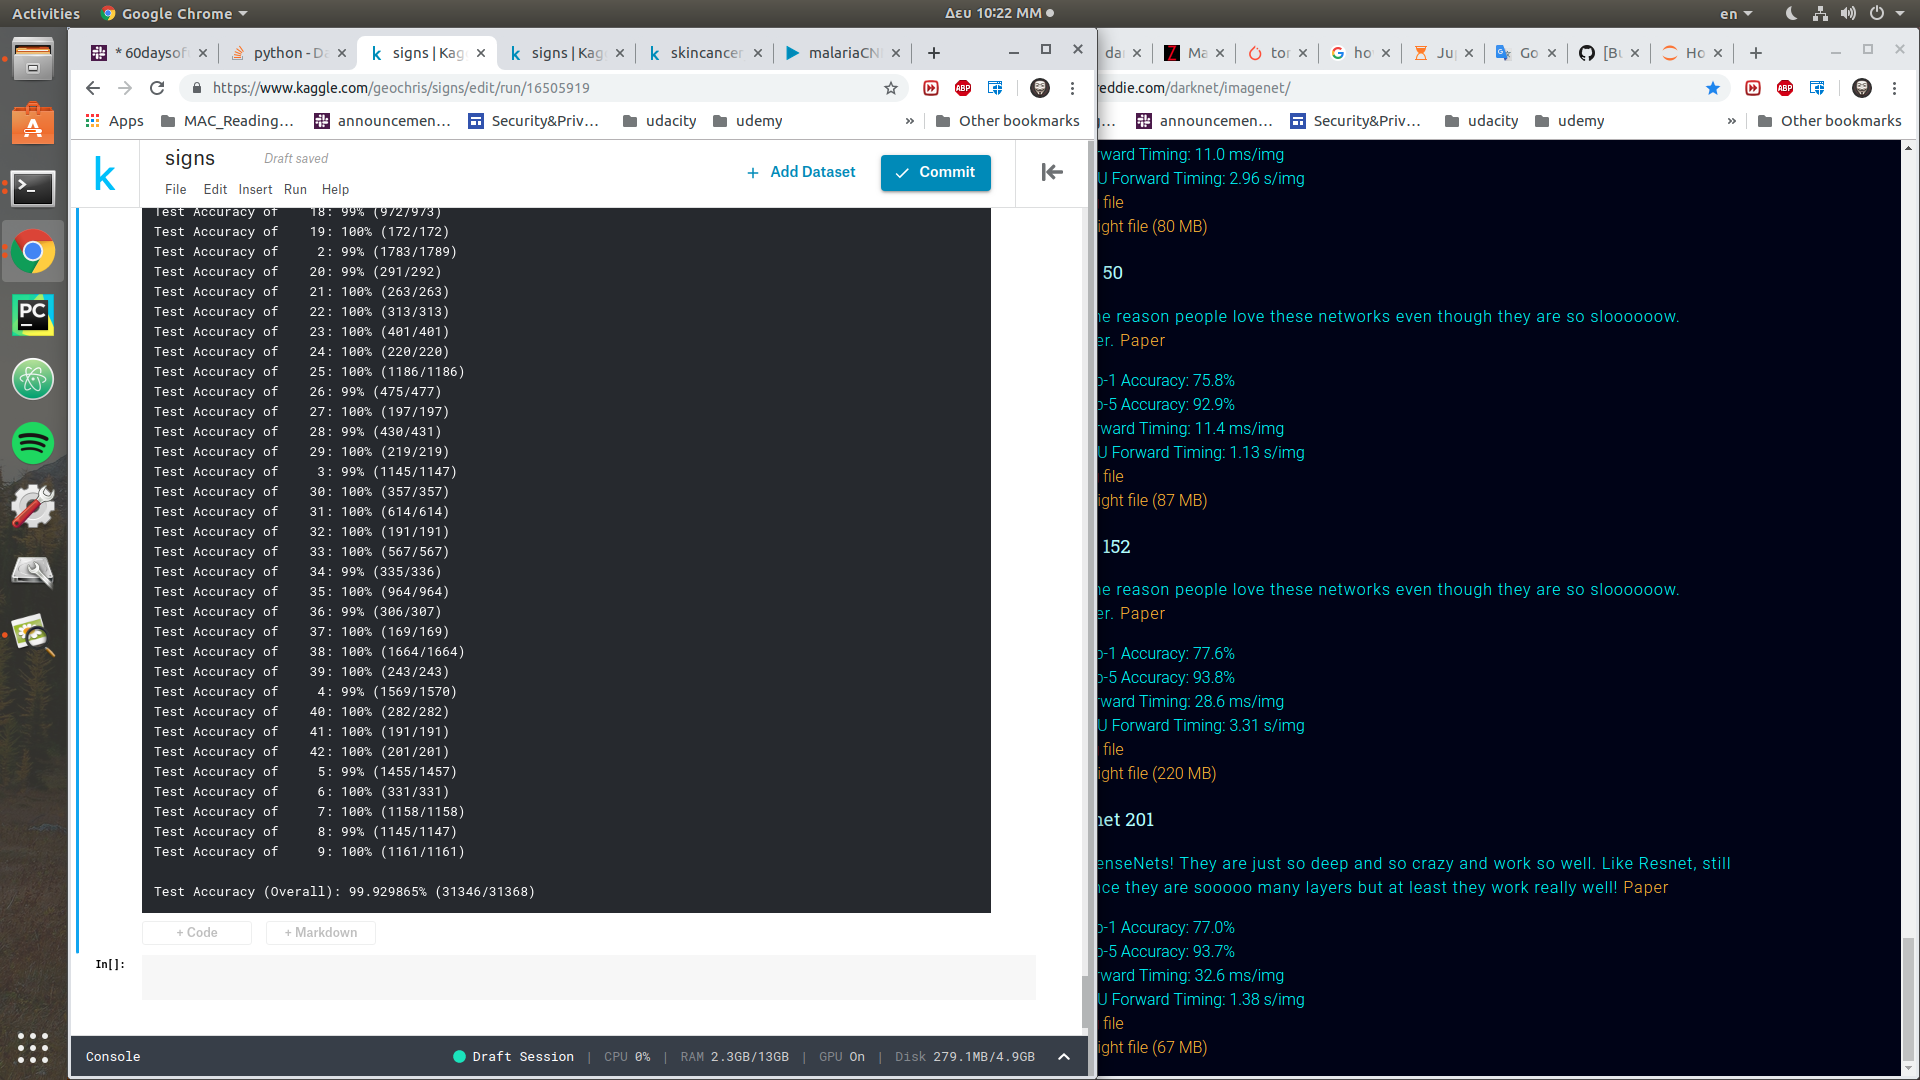 Activities
Google Chrome
Δευ 10:22 ΜΜ
en
* 60daysof
python - Da
signs | Kagg
signs | Kagg
skincancer
malariaCN
dar
Ma
tor
ho
Ju
Go
[Bu
Ho
https://www.kaggle.com/geochris/signs/edit/run/16505919
reddie.com/darknet/imagenet/
Apps
MAC_Reading...
announcemen...
Security&Priv...
udacity
udemy
»
Other bookmarks
announcemen...
Security&Priv...
udacity
udemy
»
Other bookmarks
k
signs
Draft saved
File Edit Insert Run Help
+ Add Dataset
Commit
Test Accuracy of 18: 99% (972/973)
Test Accuracy of 19: 100% (172/172)
Test Accuracy of 2: 99% (1783/1789)
Test Accuracy of 20: 99% (291/292)
Test Accuracy of 21: 100% (263/263)
Test Accuracy of 22: 100% (313/313)
Test Accuracy of 23: 100% (401/401)
Test Accuracy of 24: 100% (220/220)
Test Accuracy of 25: 100% (1186/1186)
Test Accuracy of 26: 99% (475/477)
Test Accuracy of 27: 100% (197/197)
Test Accuracy of 28: 99% (430/431)
Test Accuracy of 29: 100% (219/219)
Test Accuracy of 3: 99% (1145/1147)
Test Accuracy of 30: 100% (357/357)
Test Accuracy of 31: 100% (614/614)
Test Accuracy of 32: 100% (191/191)
Test Accuracy of 33: 100% (567/567)
Test Accuracy of 34: 99% (335/336)
Test Accuracy of 35: 100% (964/964)
Test Accuracy of 36: 99% (306/307)
Test Accuracy of 37: 100% (169/169)
Test Accuracy of 38: 100% (1664/1664)
Test Accuracy of 39: 100% (243/243)
Test Accuracy of 4: 99% (1569/1570)
Test Accuracy of 40: 100% (282/282)
Test Accuracy of 41: 100% (191/191)
Test Accuracy of 42: 100% (201/201)
Test Accuracy of 5: 99% (1455/1457)
Test Accuracy of 6: 100% (331/331)
Test Accuracy of 7: 100% (1158/1158)
Test Accuracy of 8: 99% (1145/1147)
Test Accuracy of 9: 100% (1161/1161)
Test Accuracy (Overall): 99.929865% (31346/31368)
+ Code
+ Markdown
In[]:
Console
Draft Session | CPU 0% | RAM 2.3GB/13GB | GPU On | Disk 279.1MB/4.9GB
PC
ward Timing: 11.0 ms/img
U Forward Timing: 2.96 s/img
file
ight file (80 MB)
50
he reason people love these networks even though they are so sloooooow.
er. Paper
p-1 Accuracy: 75.8%
p-5 Accuracy: 92.9%
rward Timing: 11.4 ms/img
U Forward Timing: 1.13 s/img
file
ight file (87 MB)
152
he reason people love these networks even though they are so sloooooow.
er. Paper
p-1 Accuracy: 77.6%
p-5 Accuracy: 93.8%
rward Timing: 28.6 ms/img
U Forward Timing: 3.31 s/img
file
ight file (220 MB)
net 201
enseNets! They are just so deep and so crazy and work so well. Like Resnet, still
nce they are sooooo many layers but at least they work really well! Paper
p-1 Accuracy: 77.0%
p-5 Accuracy: 93.7%
rward Timing: 32.6 ms/img
U Forward Timing: 1.38 s/img
file
ight file (67 MB)